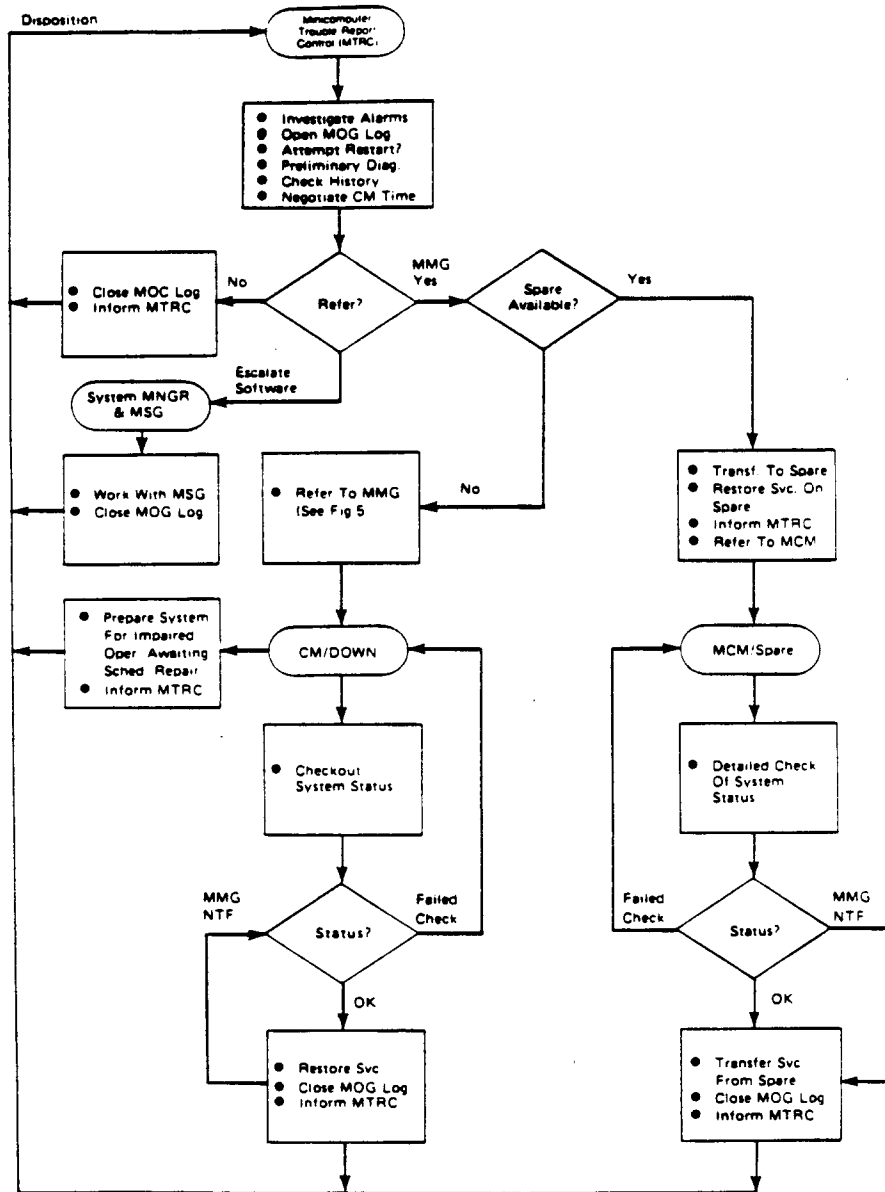 Disposition
Minicomputer
Trouble Report
Control (MTRC)
● Investigate Alarms
● Open MOG Log
● Attempt Restart?
● Preliminary Diag.
● Check History
● Negotiate CM Time
No
● Close MOC Log
● Inform MTRC
Refer?
MMG
Yes
Spare
Available?
Yes
Escalate
Software
System MNGR
& MSG
● Work With MSG
● Close MOG Log
● Refer To MMG
(See Fig 5
No
● Transf. To Spare
● Restore Svc. On
Spare
● Inform MTRC
● Refer To MCM
● Prepare System
For Impaired
Oper Awaiting
Sched Repair
● Inform MTRC
CM/DOWN
MCM/Spare
● Checkout
System Status
● Detailed Check
Of System
Status
MMG
NTF
Status?
Failed
Check
Failed
Check
Status?
MMG
NTF
OK
OK
● Restore Svc
● Close MOG Log
● Inform MTRC
● Transfer Svc
From Spare
● Close MOG Log
● Inform MTRC